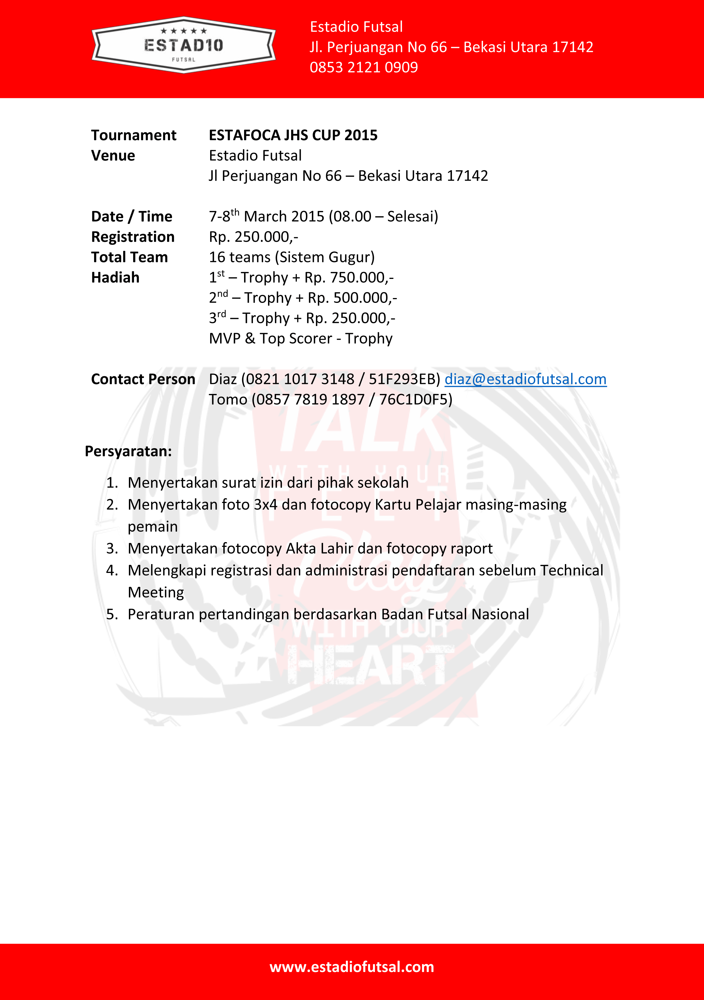 ★★★★★
ESTAD10
FUTSAL
Estadio Futsal
Jl. Perjuangan No 66 – Bekasi Utara 17142
0853 2121 0909
Tournament ESTAFOCA JHS CUP 2015
Venue Estadio Futsal
Jl Perjuangan No 66 – Bekasi Utara 17142
Date / Time 7-8th March 2015 (08.00 – Selesai)
Registration Rp. 250.000,-
Total Team 16 teams (Sistem Gugur)
Hadiah 1st – Trophy + Rp. 750.000,-
2nd – Trophy + Rp. 500.000,-
3rd – Trophy + Rp. 250.000,-
MVP & Top Scorer - Trophy
Contact Person Diaz (0821 1017 3148 / 51F293EB) diaz@estadiofutsal.com
Tomo (0857 7819 1897 / 76C1D0F5)
Persyaratan:
1. Menyertakan surat izin dari pihak sekolah
2. Menyertakan foto 3x4 dan fotocopy Kartu Pelajar masing-masing
pemain
3. Menyertakan fotocopy Akta Lahir dan fotocopy raport
4. Melengkapi registrasi dan administrasi pendaftaran sebelum Technical
Meeting
5. Peraturan pertandingan berdasarkan Badan Futsal Nasional
TALK
WITH YOUR
FEET
Play
WITH YOUR
HEART
www.estadiofutsal.com